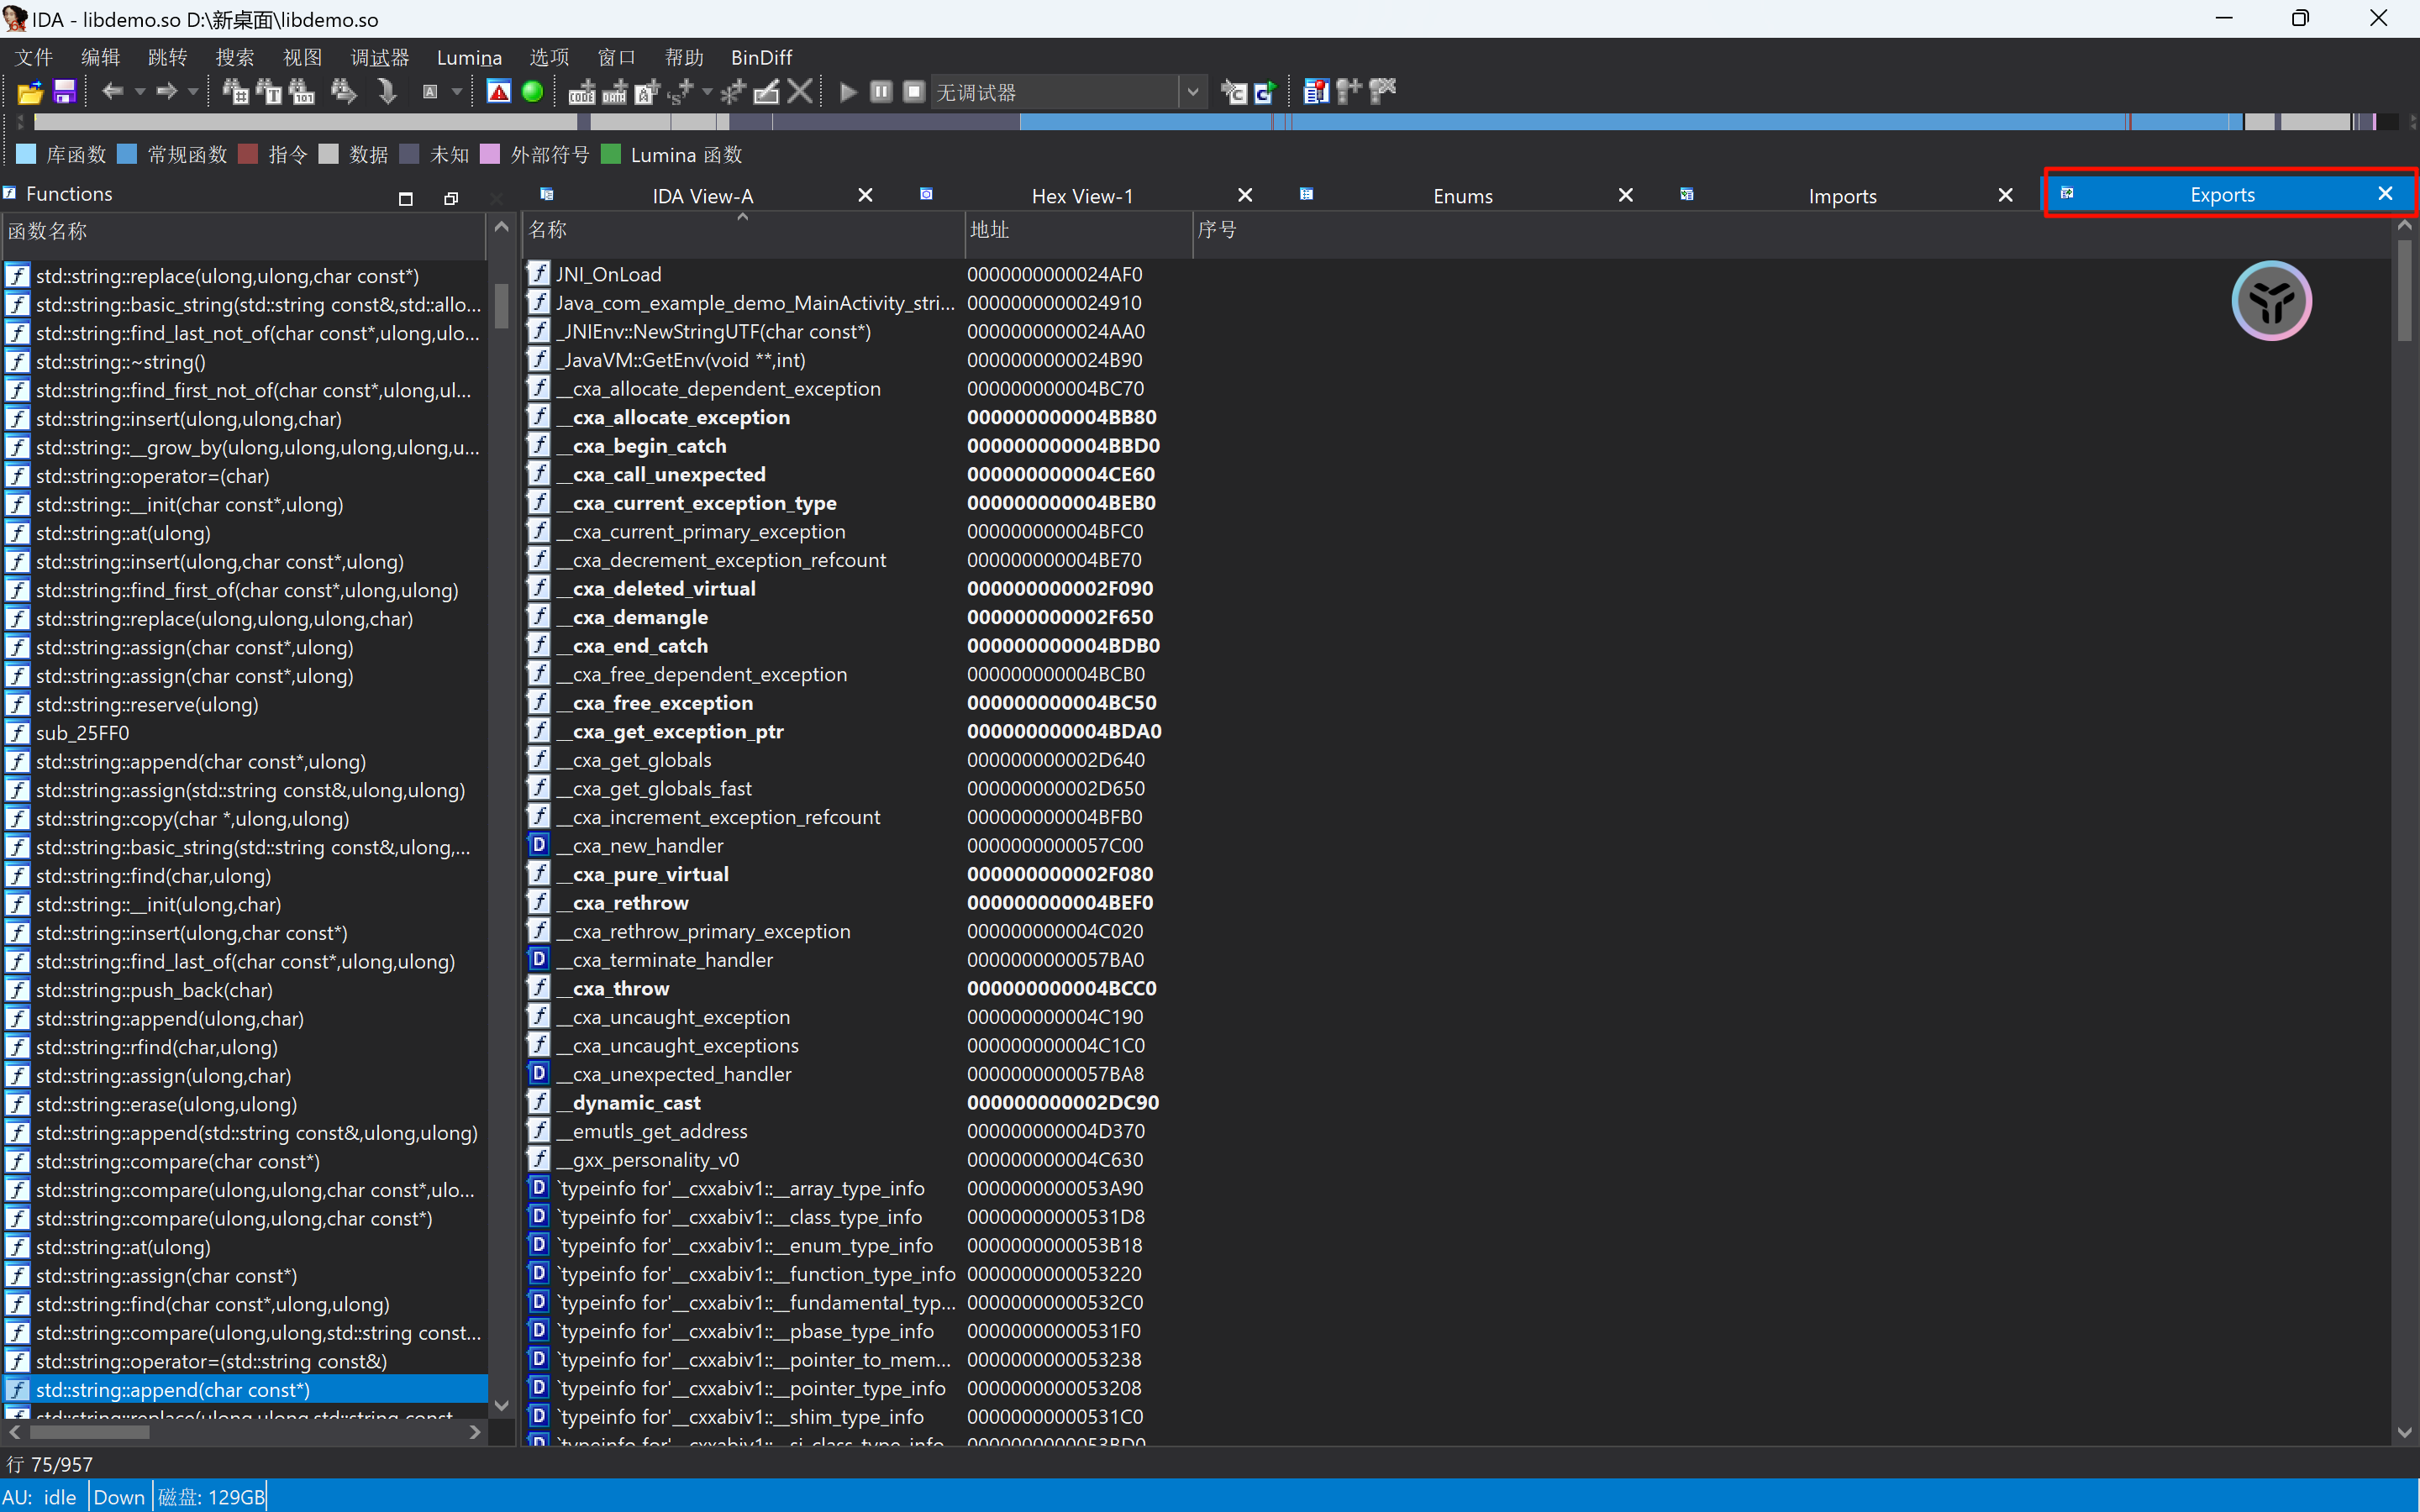 IDA - libdemo.so D:\新桌面\libdemo.so
文件 编辑 跳转 搜索 视图 调试器 Lumina 选项 窗口 帮助 BinDiff
无调试器
库函数 常规函数 指令 数据 未知 外部符号 Lumina 函数
Functions
函数名称
std::string::replace(ulong,ulong,char const*)
std::string::basic_string(std::string const&,std::allo...
std::string::find_last_not_of(char const*,ulong,ulo...
std::string::~string()
std::string::find_first_not_of(char const*,ulong,ul...
std::string::insert(ulong,ulong,char)
std::string::__grow_by(ulong,ulong,ulong,ulong,u...
std::string::operator=(char)
std::string::__init(char const*,ulong)
std::string::at(ulong)
std::string::insert(ulong,char const*,ulong)
std::string::find_first_of(char const*,ulong,ulong)
std::string::replace(ulong,ulong,ulong,char)
std::string::assign(char const*,ulong)
std::string::assign(char const*,ulong)
std::string::reserve(ulong)
sub_25FF0
std::string::append(char const*,ulong)
std::string::assign(std::string const&,ulong,ulong)
std::string::copy(char *,ulong,ulong)
std::string::basic_string(std::string const&,ulong,...
std::string::find(char,ulong)
std::string::__init(ulong,char)
std::string::insert(ulong,char const*)
std::string::find_last_of(char const*,ulong,ulong)
std::string::push_back(char)
std::string::append(ulong,char)
std::string::rfind(char,ulong)
std::string::assign(ulong,char)
std::string::erase(ulong,ulong)
std::string::append(std::string const&,ulong,ulong)
std::string::compare(char const*)
std::string::compare(ulong,ulong,char const*,ulo...
std::string::compare(ulong,ulong,char const*)
std::string::at(ulong)
std::string::assign(char const*)
std::string::find(char const*,ulong,ulong)
std::string::compare(ulong,ulong,std::string const...
std::string::operator=(std::string const&)
std::string::append(char const*)
IDA View-A Hex View-1 Enums Imports Exports
名称 地址 序号
JNI_OnLoad 0000000000024AF0
Java_com_example_demo_MainActivity_stri... 0000000000024910
_JNIEnv::NewStringUTF(char const*) 0000000000024AA0
_JavaVM::GetEnv(void **,int) 0000000000024B90
__cxa_allocate_dependent_exception 000000000004BC70
__cxa_allocate_exception 000000000004BB80
__cxa_begin_catch 000000000004BBD0
__cxa_call_unexpected 000000000004CE60
__cxa_current_exception_type 000000000004BEB0
__cxa_current_primary_exception 000000000004BFC0
__cxa_decrement_exception_refcount 000000000004BE70
__cxa_deleted_virtual 000000000002F090
__cxa_demangle 000000000002F650
__cxa_end_catch 000000000004BDB0
__cxa_free_dependent_exception 000000000004BCB0
__cxa_free_exception 000000000004BC50
__cxa_get_exception_ptr 000000000004BDA0
__cxa_get_globals 000000000002D640
__cxa_get_globals_fast 000000000002D650
__cxa_increment_exception_refcount 000000000004BFB0
__cxa_new_handler 0000000000057C00
__cxa_pure_virtual 000000000002F080
__cxa_rethrow 000000000004BEF0
__cxa_rethrow_primary_exception 000000000004C020
__cxa_terminate_handler 0000000000057BA0
__cxa_throw 000000000004BCC0
__cxa_uncaught_exception 000000000004C190
__cxa_uncaught_exceptions 000000000004C1C0
__cxa_unexpected_handler 0000000000057BA8
__dynamic_cast 000000000002DC90
__emutls_get_address 000000000004D370
__gxx_personality_v0 000000000004C630
`typeinfo for'__cxxabiv1::__array_type_info 0000000000053A90
`typeinfo for'__cxxabiv1::__class_type_info 00000000000531D8
`typeinfo for'__cxxabiv1::__enum_type_info 0000000000053B18
`typeinfo for'__cxxabiv1::__function_type_info 0000000000053220
`typeinfo for'__cxxabiv1::__fundamental_typ... 00000000000532C0
`typeinfo for'__cxxabiv1::__pbase_type_info 00000000000531F0
`typeinfo for'__cxxabiv1::__pointer_to_mem... 0000000000053238
`typeinfo for'__cxxabiv1::__pointer_type_info 0000000000053208
`typeinfo for'__cxxabiv1::__shim_type_info 00000000000531C0
行 75/957
AU: idle Down 磁盘: 129GB